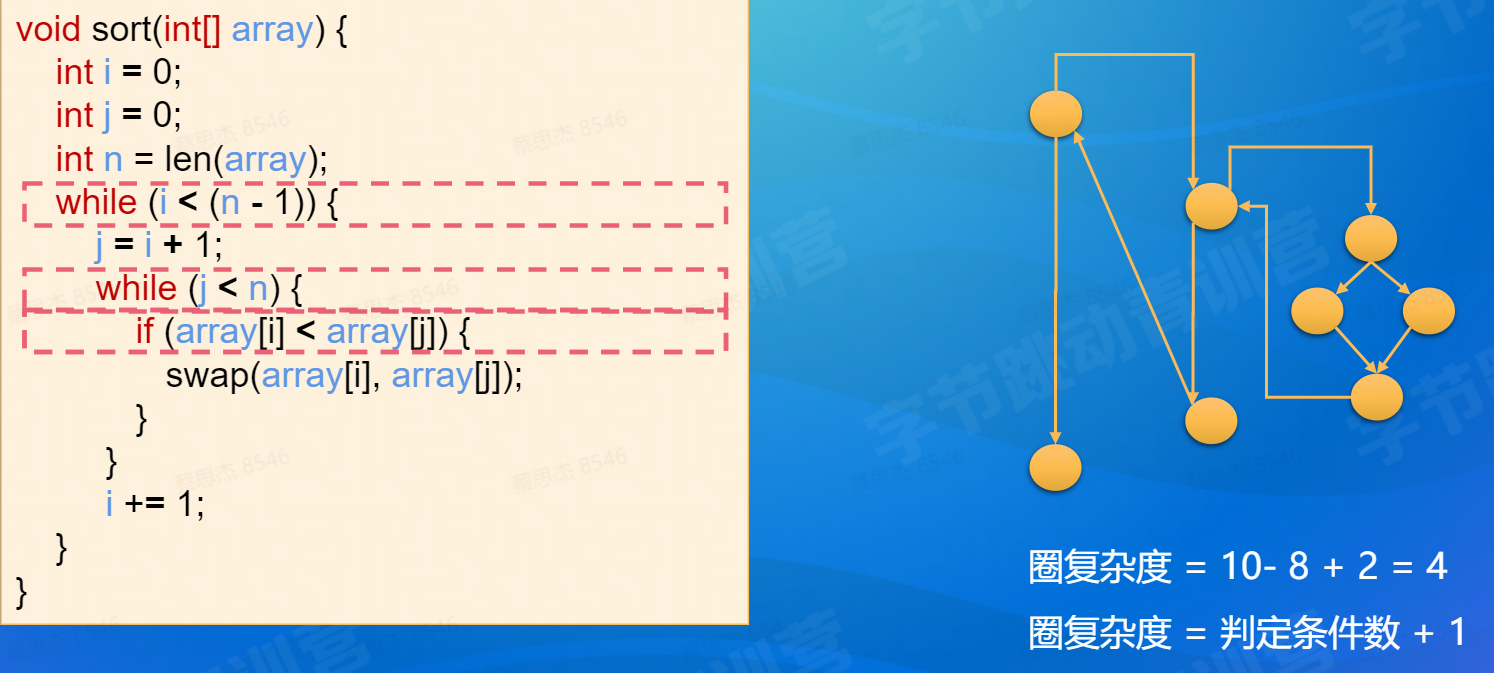 void sort(int[] array) {
int i = 0;
int j = 0;
int n = len(array);
while (i < (n - 1)) {
j = i + 1;
while (j < n) {
if (array[i] < array[j]) {
swap(array[i], array[j]);
}
}
i += 1;
}
}
圈复杂度 = 10- 8 + 2 = 4
圈复杂度 = 判定条件数 + 1
字节跳动青训营
蔡思杰 8546